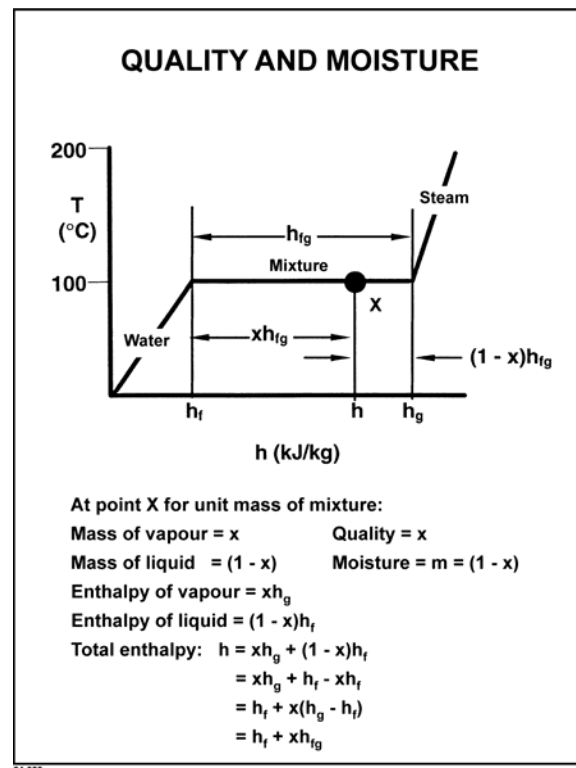 QUALITY AND MOISTURE
200
T
(°C)
Steam
hfg
Mixture
100
X
Water
xhfg
(1 - x)hfg
hf
h
hg
h (kJ/kg)
At point X for unit mass of mixture:
Mass of vapour = x Quality = x
Mass of liquid = (1 - x) Moisture = m = (1 - x)
Enthalpy of vapour = xhg
Enthalpy of liquid = (1 - x)hf
Total enthalpy: h = xhg + (1 - x)hf
= xhg + hf - xhf
= hf + x(hg - hf)
= hf + xhfg